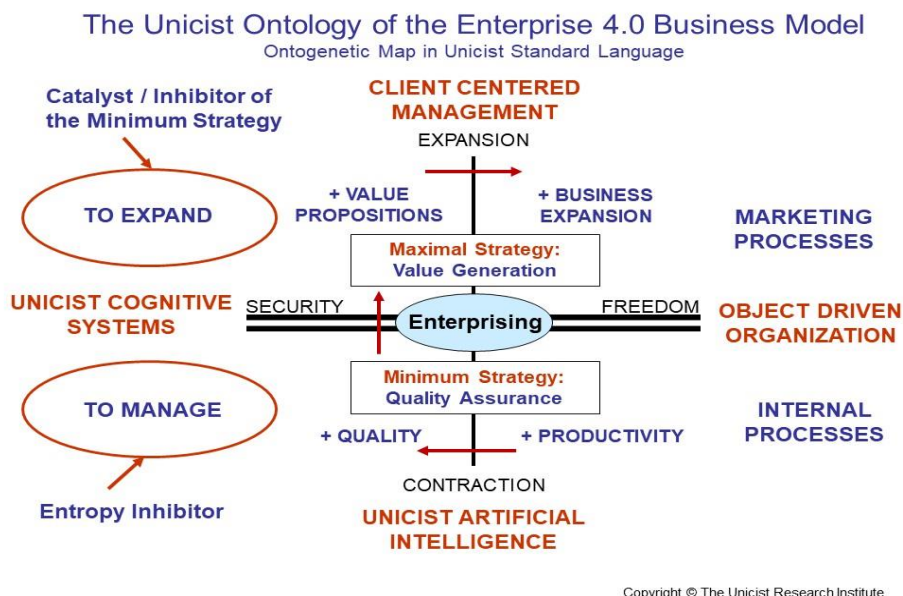 The Unicist Ontology of the Enterprise 4.0 Business Model
Ontogenetic Map in Unicist Standard Language
Catalyst / Inhibitor of
the Minimum Strategy
CLIENT CENTERED
MANAGEMENT
EXPANSION
TO EXPAND
+ VALUE
PROPOSITIONS
+ BUSINESS
EXPANSION
MARKETING
PROCESSES
Maximal Strategy:
Value Generation
UNICIST COGNITIVE
SYSTEMS
SECURITY
Enterprising
FREEDOM
OBJECT DRIVEN
ORGANIZATION
Minimum Strategy:
Quality Assurance
TO MANAGE
+ QUALITY
+ PRODUCTIVITY
INTERNAL
PROCESSES
CONTRACTION
Entropy Inhibitor
UNICIST ARTIFICIAL
INTELLIGENCE
Copyright © The Unicist Research Institute